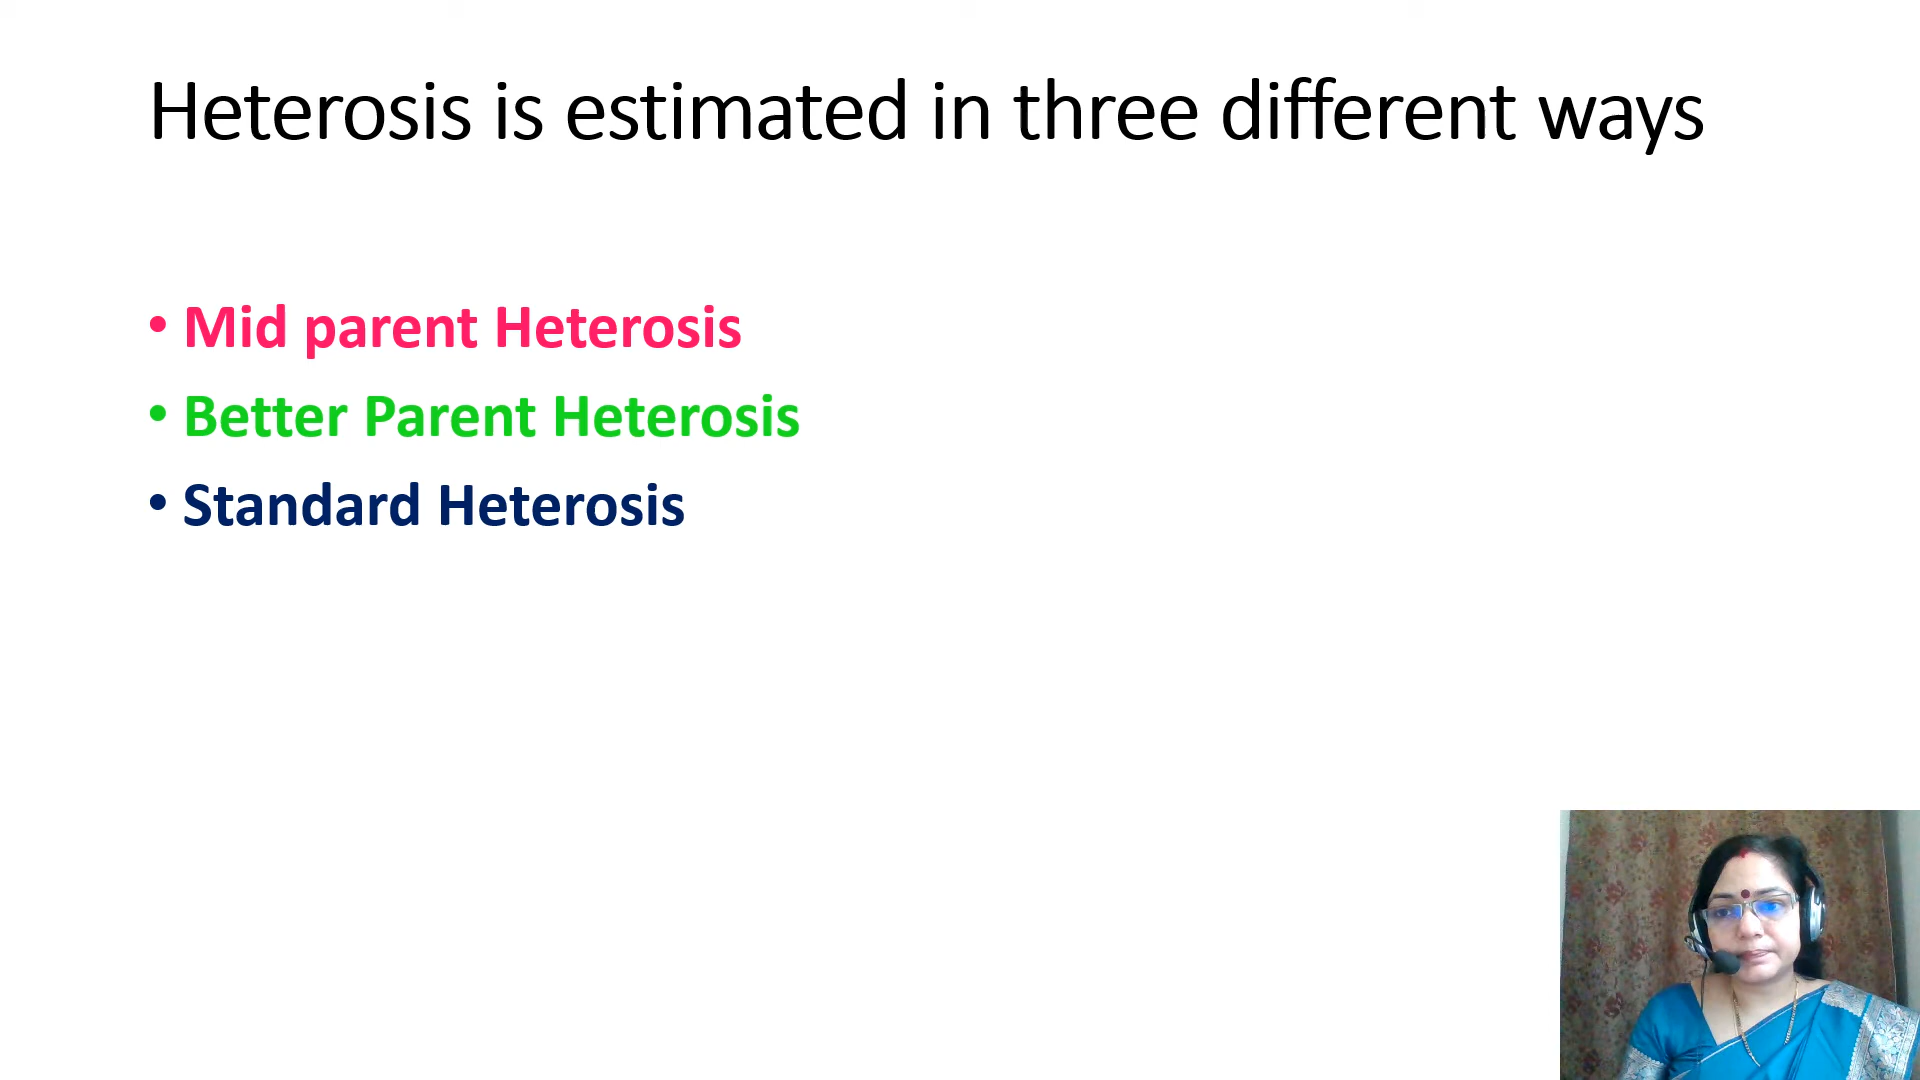 Heterosis is estimated in three different ways
• Mid parent Heterosis
• Better Parent Heterosis
• Standard Heterosis